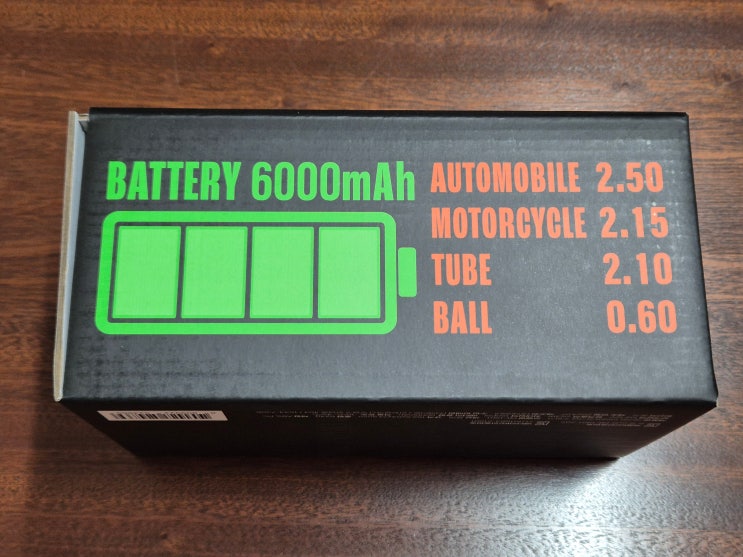 BATTERY 6000mAh
AUTOMOBILE 2.50
MOTORCYCLE 2.15
TUBE 2.10
BALL 0.60